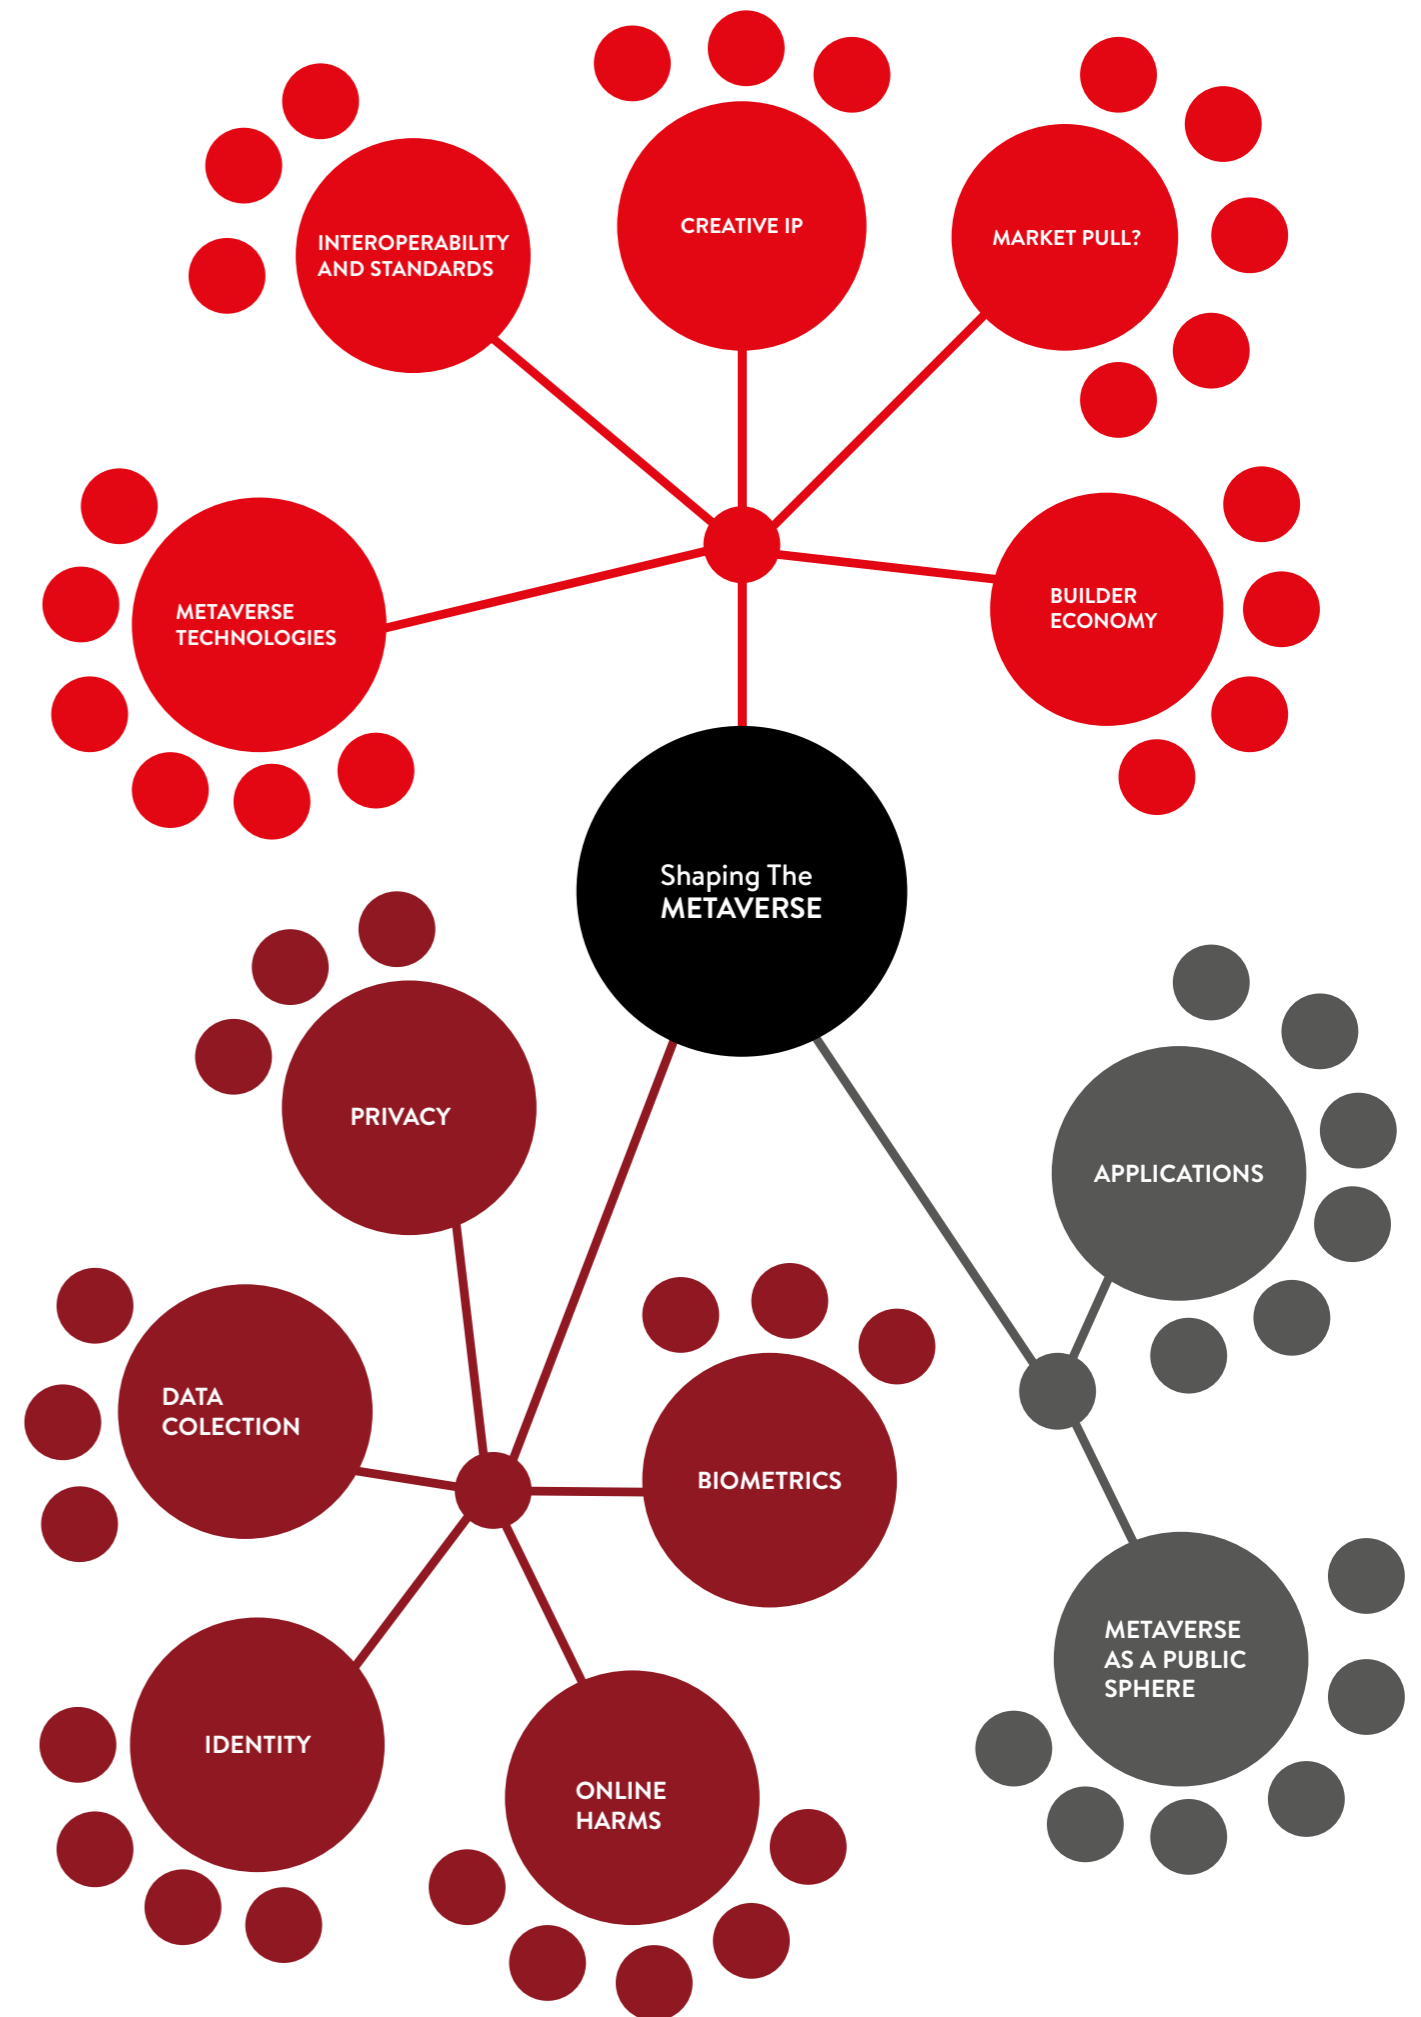 INTEROPERABILITY
AND STANDARDS
CREATIVE IP
MARKET PULL?
METAVERSE
TECHNOLOGIES
BUILDER
ECONOMY
Shaping The
METAVERSE
PRIVACY
APPLICATIONS
DATA
COLECTION
BIOMETRICS
METAVERSE
AS A PUBLIC
SPHERE
IDENTITY
ONLINE
HARMS